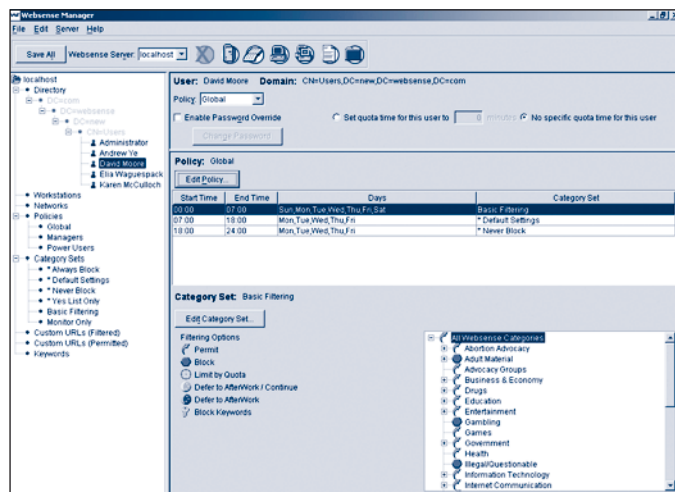 Websense Manager
File Edit Server Help
Save All Websense Server: localhost
localhost
Directory
DC=com
DC=websense
DC=new
CN=Users
Administrator
Andrew Ye
David Moore
Elia Waguespack
Karen McCulloch
Workstations
Networks
Policies
Global
Managers
Power Users
Category Sets
* Always Block
* Default Settings
* Never Block
* Yes List Only
Basic Filtering
Monitor Only
Custom URLs (Filtered)
Custom URLs (Permitted)
Keywords
User: David Moore Domain: CN=Users,DC=new,DC=websense,DC=com
Policy: Global
Enable Password Override Set quota time for this user to 0 minutes No specific quota time for this user
Change Password...
Policy: Global
Edit Policy...
Start Time End Time Days Category Set
00:00 07:00 Sun,Mon,Tue,Wed,Thu,Fri,Sat Basic Filtering
07:00 18:00 Mon,Tue,Wed,Thu,Fri * Default Settings
18:00 24:00 Mon,Tue,Wed,Thu,Fri * Never Block
Category Set: Basic Filtering
Edit Category Set...
Filtering Options
Permit
Block
Limit by Quota
Defer to AfterWork / Continue
Defer to AfterWork
Block Keywords
All Websense Categories
Abortion Advocacy
Adult Material
Advocacy Groups
Business & Economy
Drugs
Education
Entertainment
Gambling
Games
Government
Health
Illegal/Questionable
Information Technology
Internet Communication